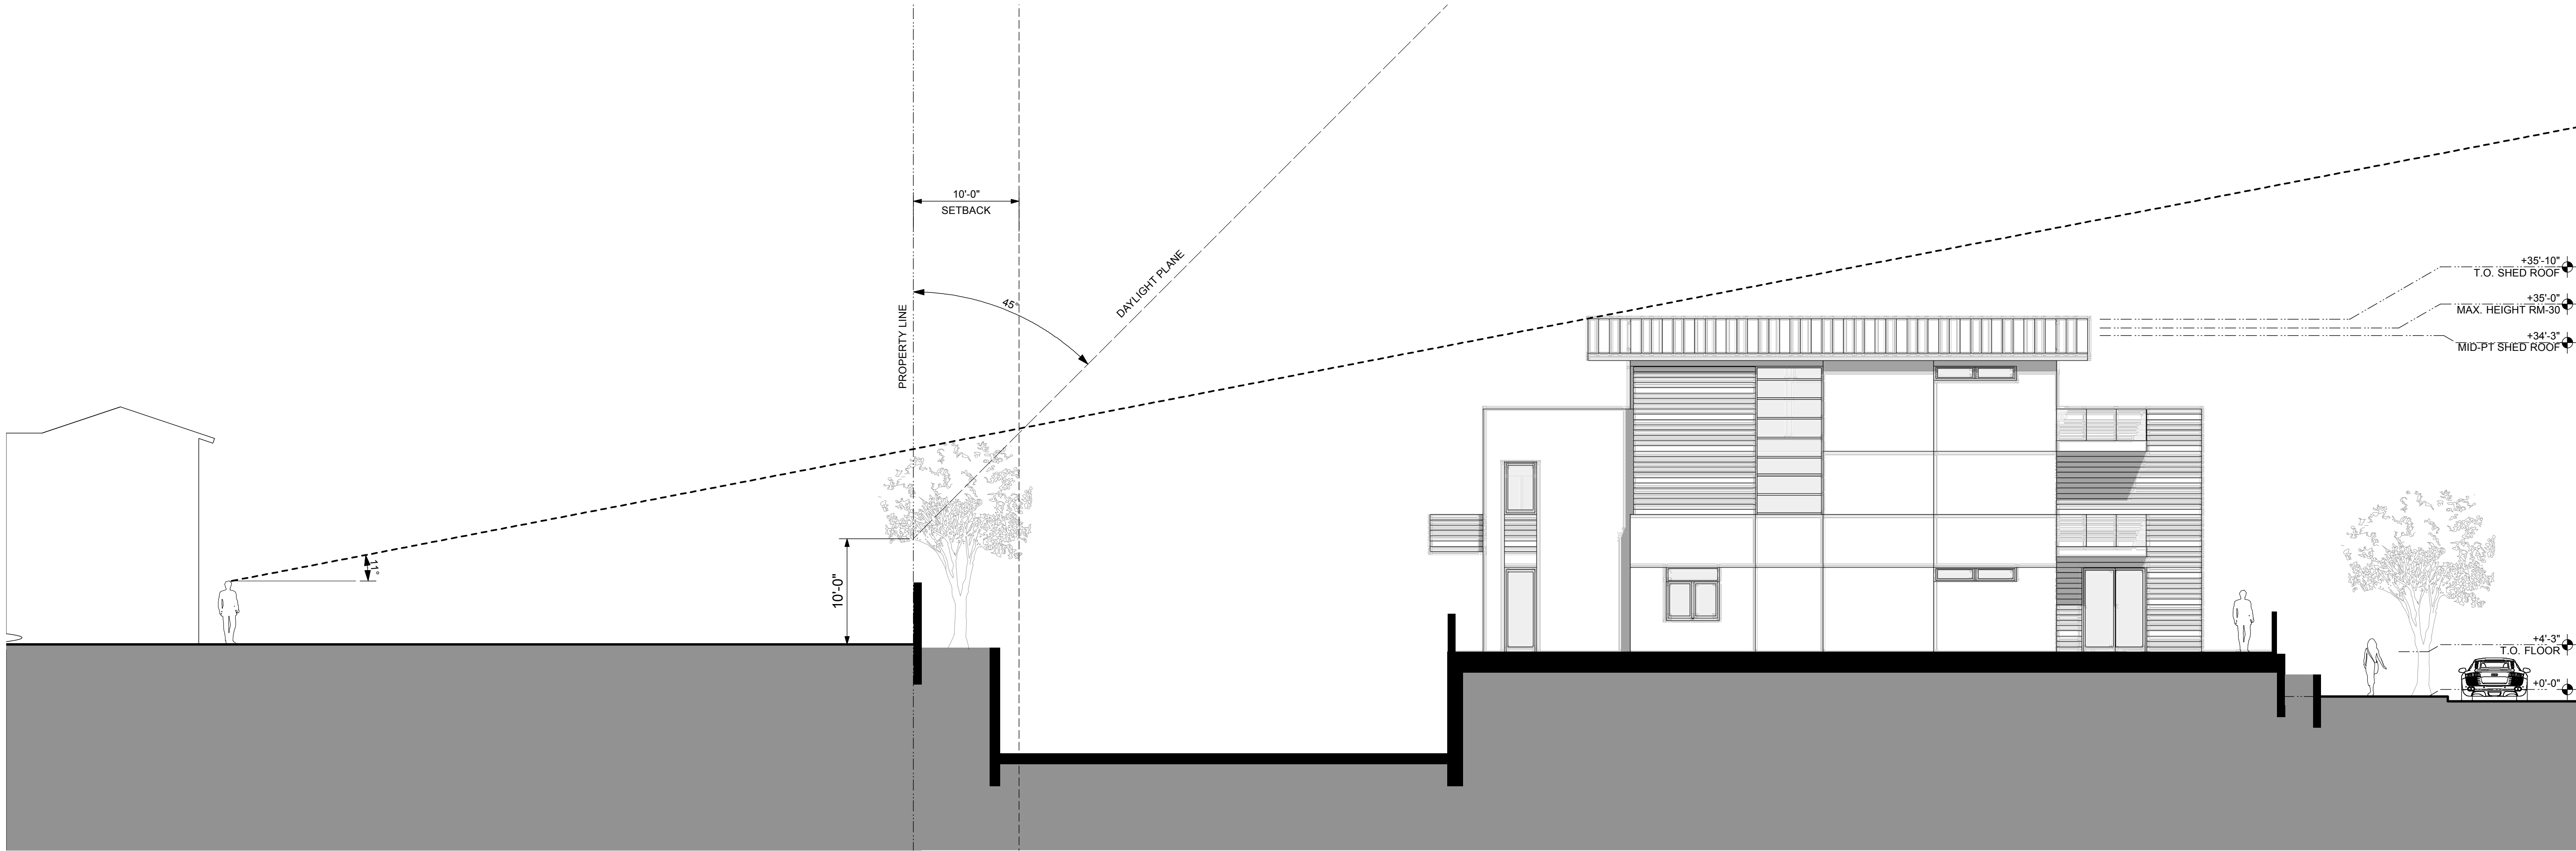 10'-0"
SETBACK
45°
DAYLIGHT PLANE
PROPERTY LINE
11°
10'-0"
+35'-10"
T.O. SHED ROOF
+35'-0"
MAX. HEIGHT RM-30
+34'-3"
MID-PT SHED ROOF
+4'-3"
T.O. FLOOR
+0'-0"